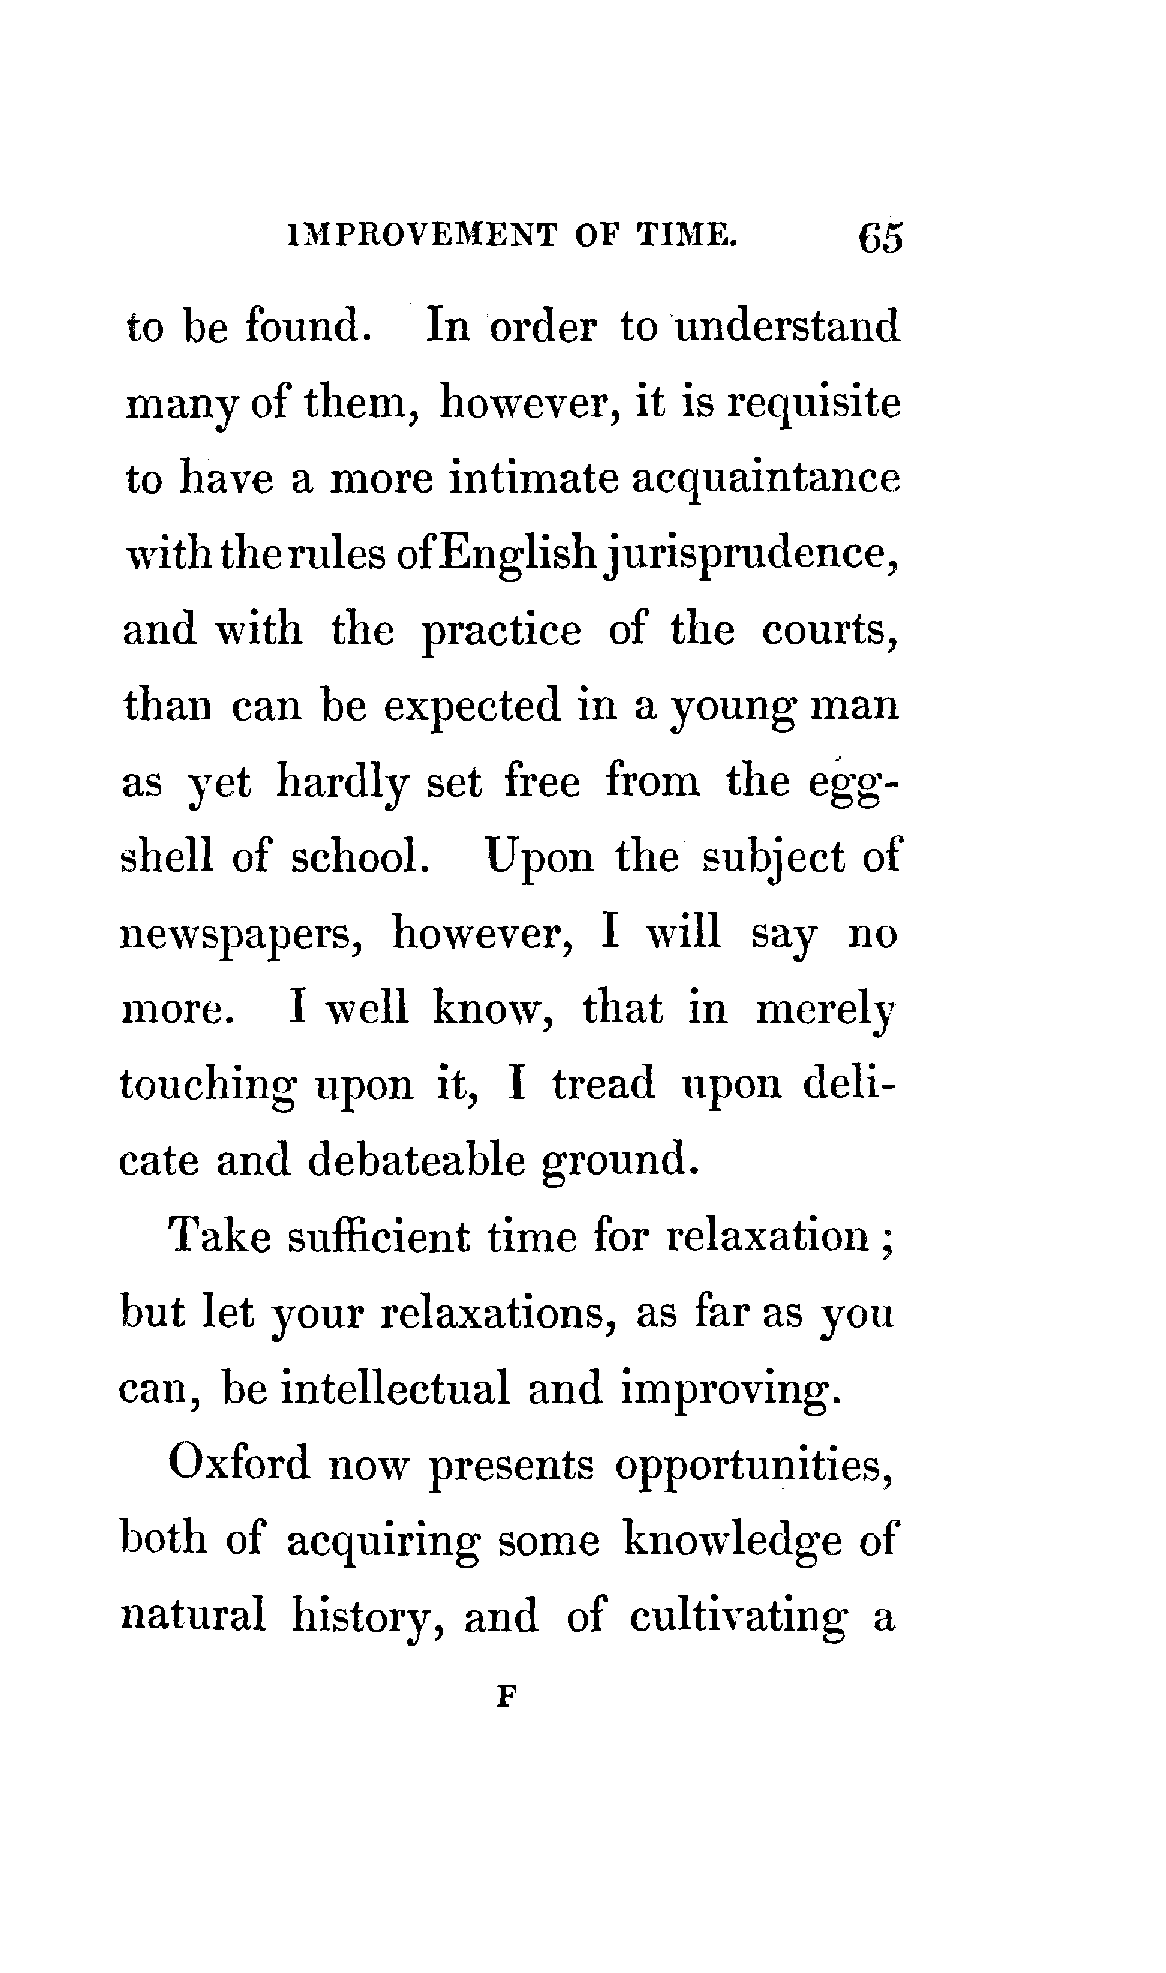 IMPROVEMENT OF TIME. 65
to be found. In order to understand
many of them, however, it is requisite
to have a more intimate acquaintance
with the rules of English jurisprudence,
and with the practice of the courts,
than can be expected in a young man
as yet hardly set free from the egg-
shell of school. Upon the subject of
newspapers, however, I will say no
more. I well know, that in merely
touching upon it, I tread upon deli-
cate and debateable ground.
Take sufficient time for relaxation ;
but let your relaxations, as far as you
can, be intellectual and improving.
Oxford now presents opportunities,
both of acquiring some knowledge of
natural history, and of cultivating a
F